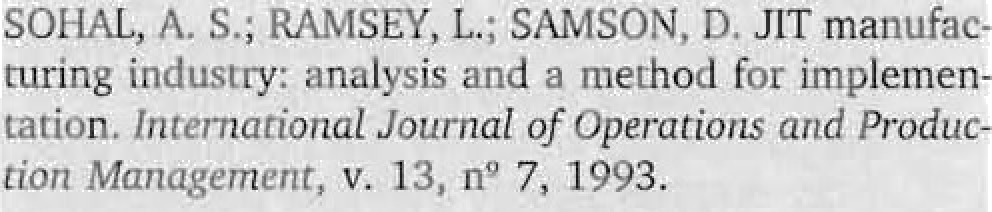 SOHAL, A. S.; RAMSEY, L.; SAMSON, D. JIT manufac-
turing industry: analysis and a method for implemen-
tation. International Journal of Operations and Produc-
tion Management, v. 13, nº 7, 1993.